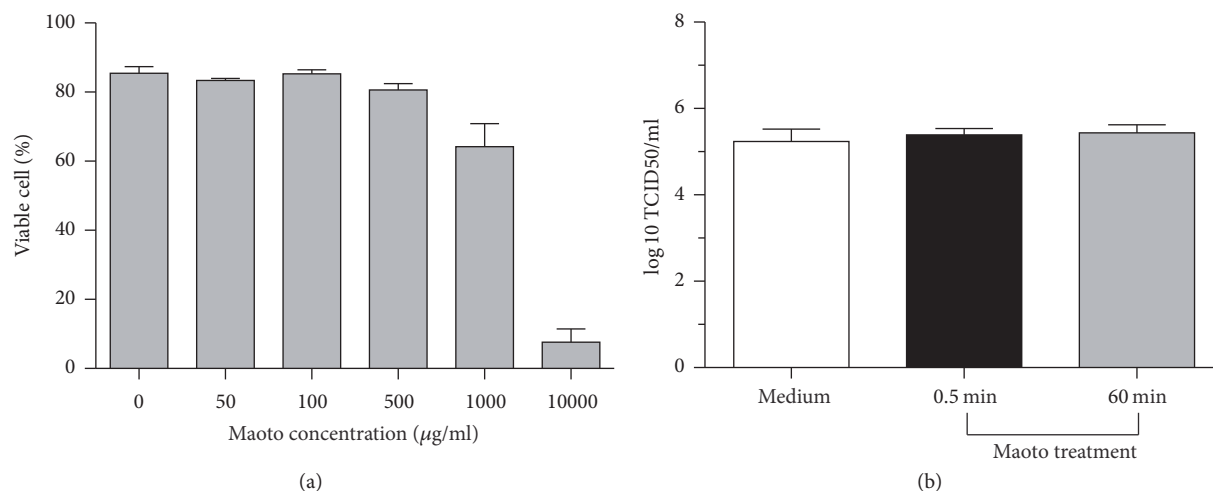 100
80
60
40
20
0
Viable cell (%)
0 50 100 500 1000 10000
Maoto concentration (μg/ml)
(a)
8
6
4
2
0
log 10 TCID50/ml
Medium 0.5 min 60 min
Maoto treatment
(b)